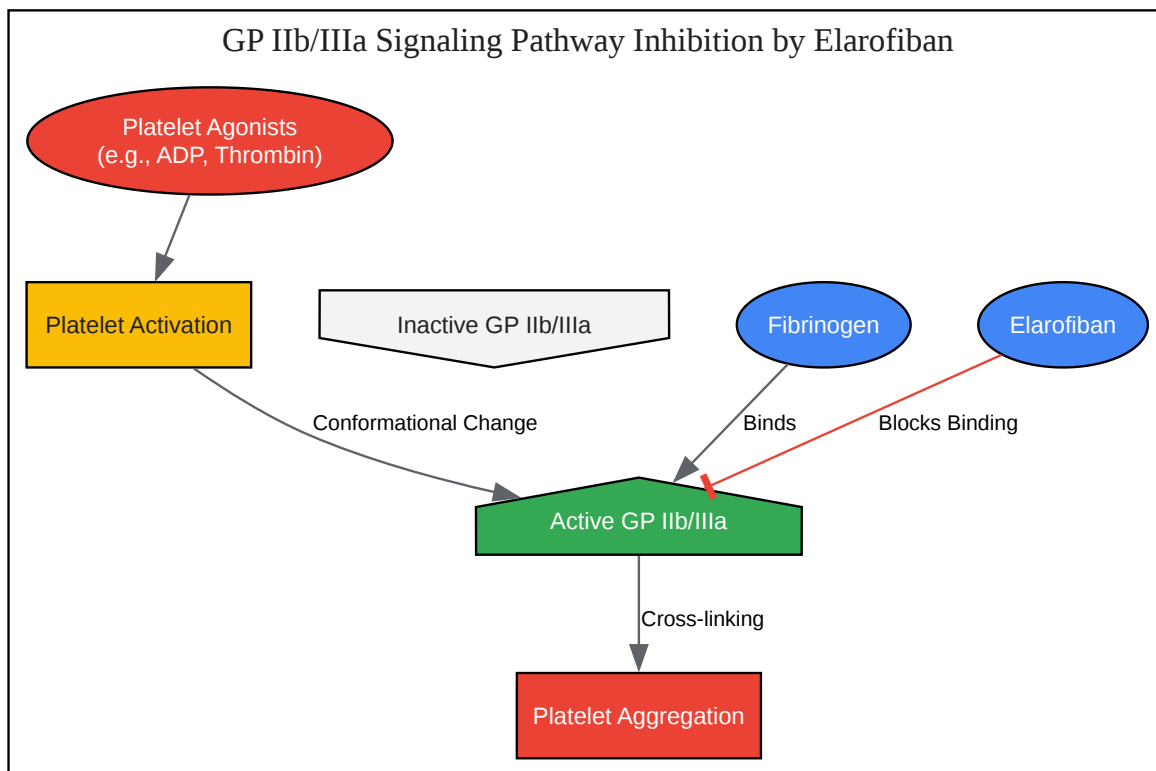 GP IIb/IIIa Signaling Pathway Inhibition by Elarofiban
Platelet Agonists
(e.g., ADP, Thrombin)
Platelet Activation
Inactive GP IIb/IIIa
Fibrinogen
Elarofiban
Conformational Change
Binds
Blocks Binding
Active GP IIb/IIIa
Cross-linking
Platelet Aggregation